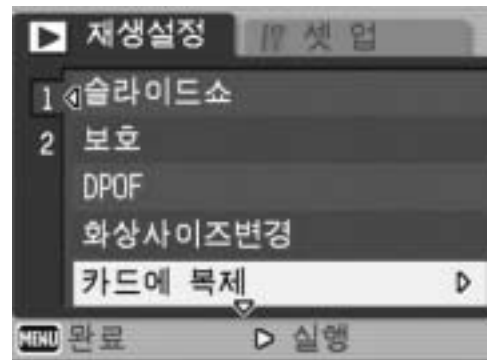 재생설정 셋 업
1 슬라이드쇼
2 보호
DPOF
화상사이즈변경
카드에 복제
MENU 완료 실행